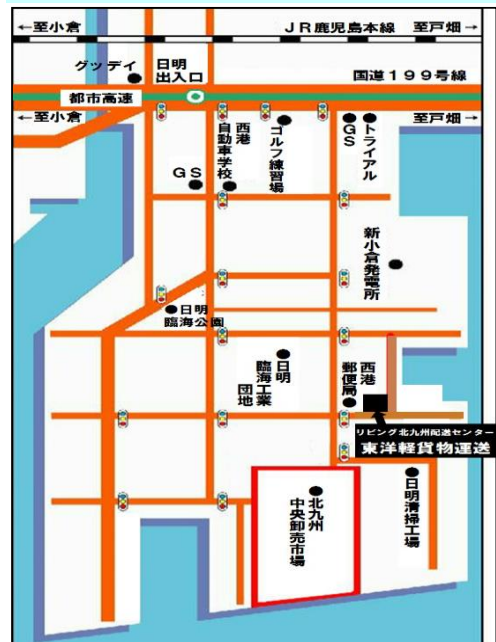 ←至小倉
JR鹿児島本線
至戸畑→
グッデイ
日明
出入口
国道199号線
都市高速
←至小倉
至戸畑→
西港
自動車学校
GS
ゴルフ練習場
GS
トライアル
新小倉発電所
日明
臨海公園
日明
臨海工業
団地
西港
郵便局
リビング北九州配送センター
東洋軽貨物運送
北九州
中央卸売市場
日明清掃工場